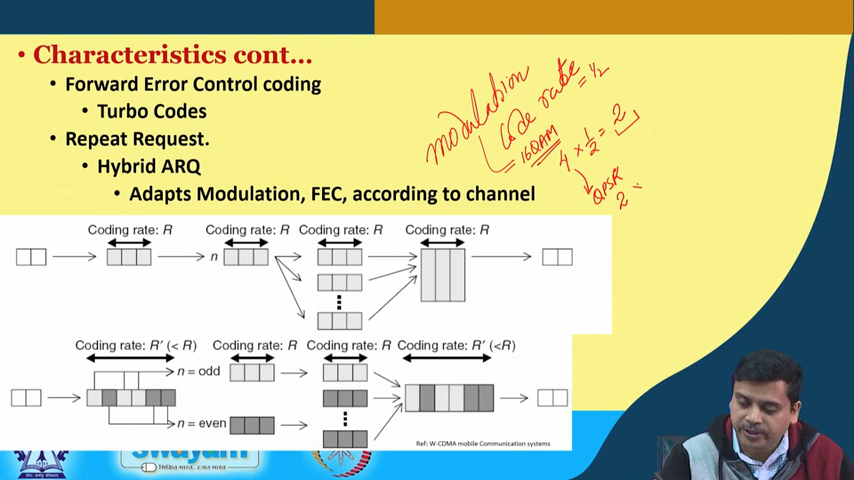 • Characteristics cont...
• Forward Error Control coding
• Turbo Codes
• Repeat Request.
• Hybrid ARQ
• Adapts Modulation, FEC, according to channel
modulation
Code rate = 1/2
16QAM
4 × 1/2 = 2
QPSK
2 ×
Coding rate: R
Coding rate: R
Coding rate: R
Coding rate: R
n
Coding rate: R′ (< R)
Coding rate: R
Coding rate: R
Coding rate: R′ (<R)
n = odd
n = even
Ref: W-CDMA mobile Communication systems
swayam